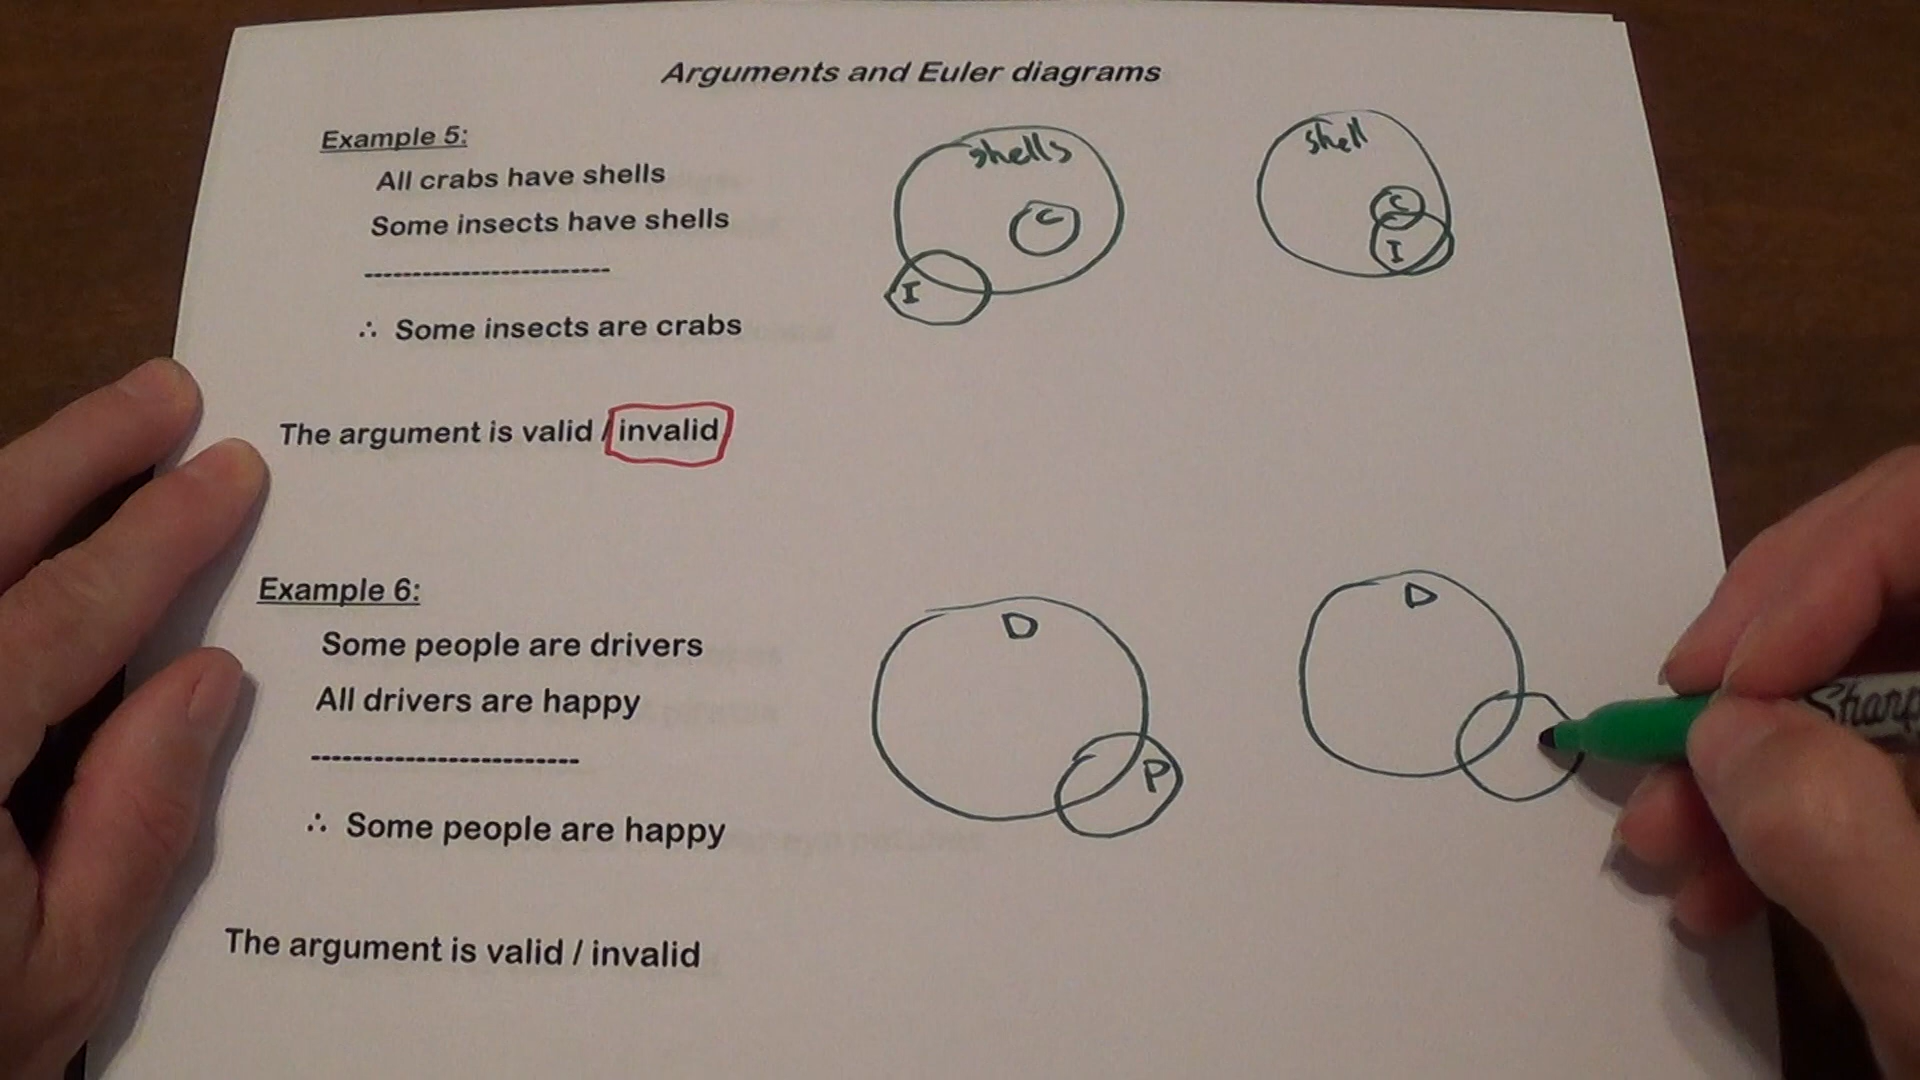 Arguments and Euler diagrams
Example 5:
All crabs have shells
Some insects have shells
-------------------------
∴ Some insects are crabs
The argument is valid / invalid
shells
C
I
shell
C
I
Example 6:
Some people are drivers
All drivers are happy
-------------------------
∴ Some people are happy
The argument is valid / invalid
D
P
D